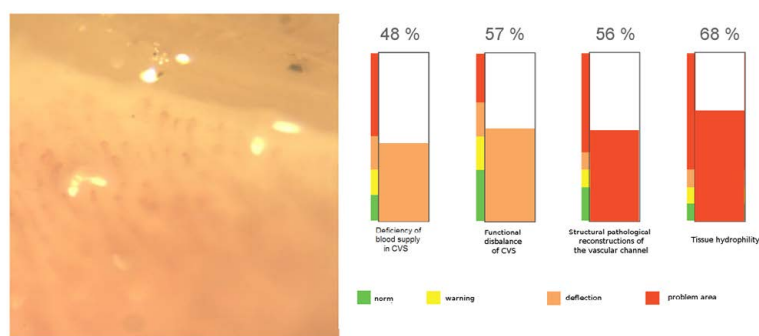 48 %
57 %
56 %
68 %
Deficiency of
blood supply
in CVS
Functional
disbalance
of CVS
Structural pathological
reconstructions of
the vascular channel
Tissue hydrophility
norm
warning
deflection
problem area